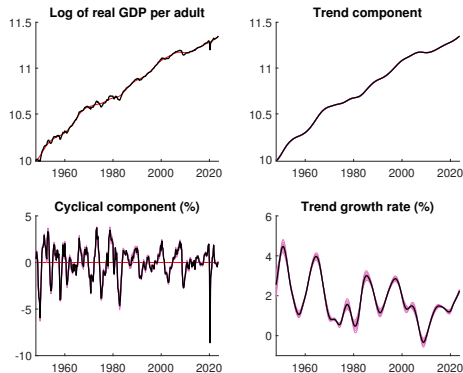 Log of real GDP per adult
11.5
11
10.5
10
1960 1980 2000 2020
Trend component
11.5
11
10.5
10
1960 1980 2000 2020
Cyclical component (%)
5
0
-5
-10
1960 1980 2000 2020
Trend growth rate (%)
6
4
2
0
1960 1980 2000 2020